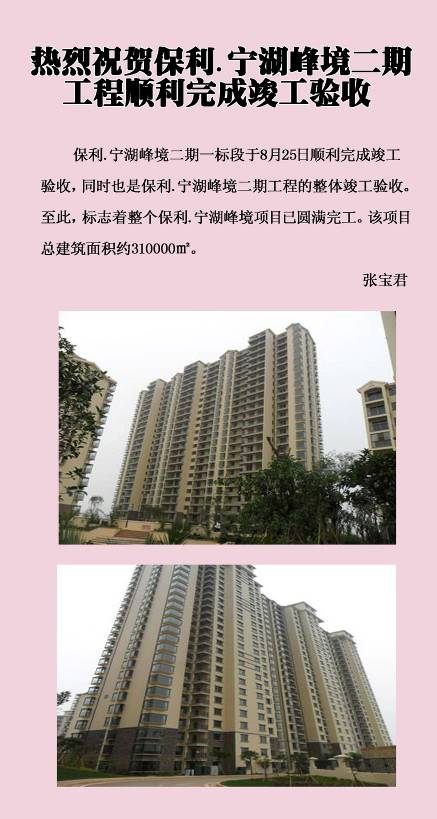 热烈祝贺保利.宁湖峰境二期
工程顺利完成竣工验收
保利.宁湖峰境二期一标段于8月25日顺利完成竣工
验收，同时也是保利.宁湖峰境二期工程的整体竣工验收。
至此，标志着整个保利.宁湖峰境项目已圆满完工。该项目
总建筑面积约310000㎡。
张宝君